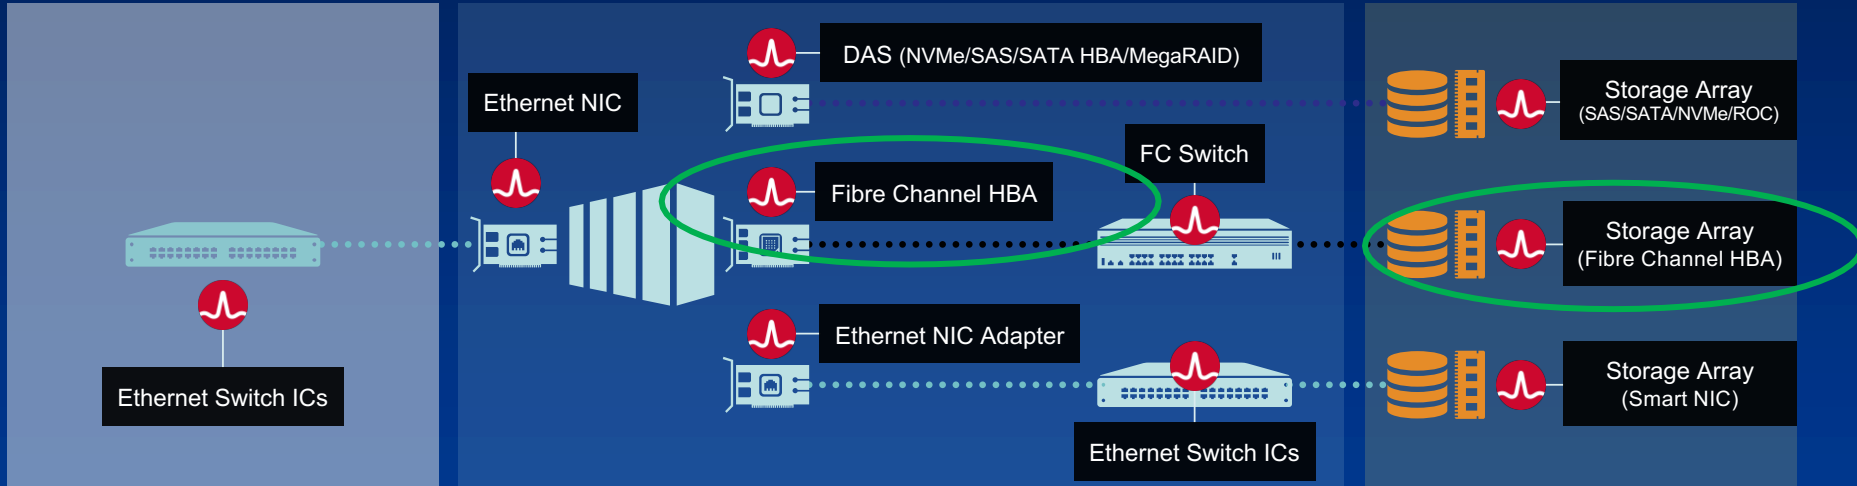 DAS (NVMe/SAS/SATA HBA/MegaRAID)
Ethernet NIC
Storage Array
(SAS/SATA/NVMe/ROC)
FC Switch
Fibre Channel HBA
Storage Array
(Fibre Channel HBA)
Ethernet NIC Adapter
Storage Array
(Smart NIC)
Ethernet Switch ICs
Ethernet Switch ICs